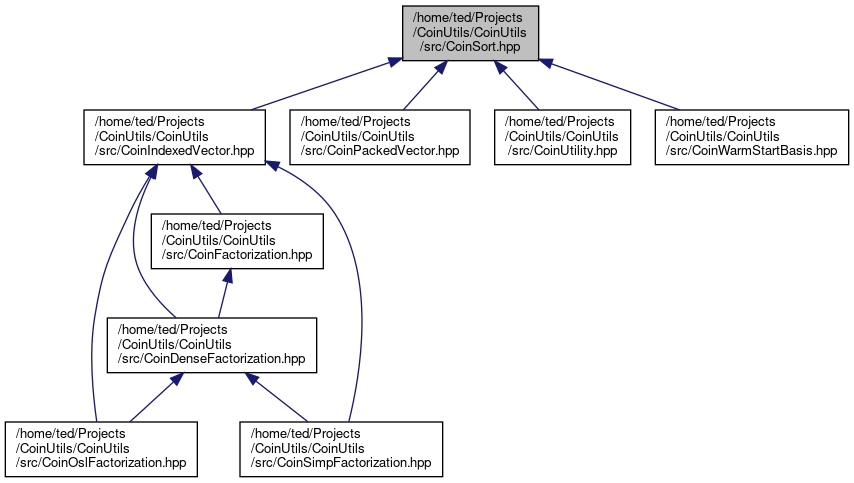 /home/ted/Projects
/CoinUtils/CoinUtils
/src/CoinSort.hpp
/home/ted/Projects
/CoinUtils/CoinUtils
/src/CoinIndexedVector.hpp
/home/ted/Projects
/CoinUtils/CoinUtils
/src/CoinPackedVector.hpp
/home/ted/Projects
/CoinUtils/CoinUtils
/src/CoinUtility.hpp
/home/ted/Projects
/CoinUtils/CoinUtils
/src/CoinWarmStartBasis.hpp
/home/ted/Projects
/CoinUtils/CoinUtils
/src/CoinFactorization.hpp
/home/ted/Projects
/CoinUtils/CoinUtils
/src/CoinDenseFactorization.hpp
/home/ted/Projects
/CoinUtils/CoinUtils
/src/CoinOslFactorization.hpp
/home/ted/Projects
/CoinUtils/CoinUtils
/src/CoinSimpFactorization.hpp